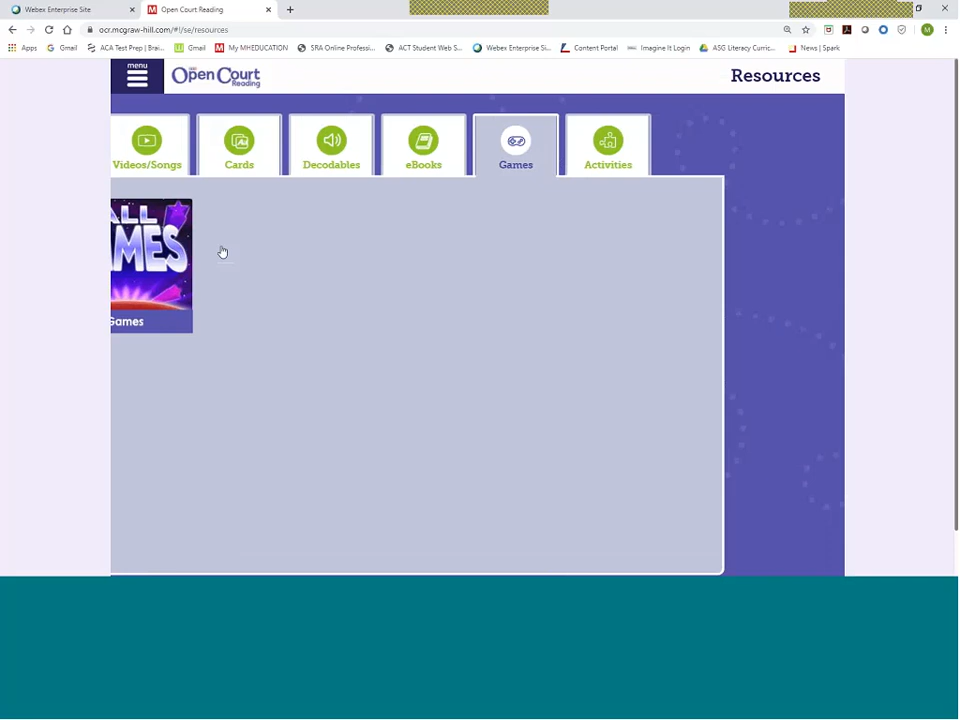 Webex Enterprise Site
Open Court Reading
ocr.mcgraw-hill.com/#!/se/resources
Apps
Gmail
ACA Test Prep | Brai...
Gmail
My MHEDUCATION
SRA Online Professi...
ACT Student Web S...
Webex Enterprise Si...
Content Portal
Imagine It Login
ASG Literacy Curric...
News | Spark
M
menu
Open Court
Reading
Resources
Videos/Songs
Cards
Decodables
eBooks
Games
Activities
ALL
MES
Games